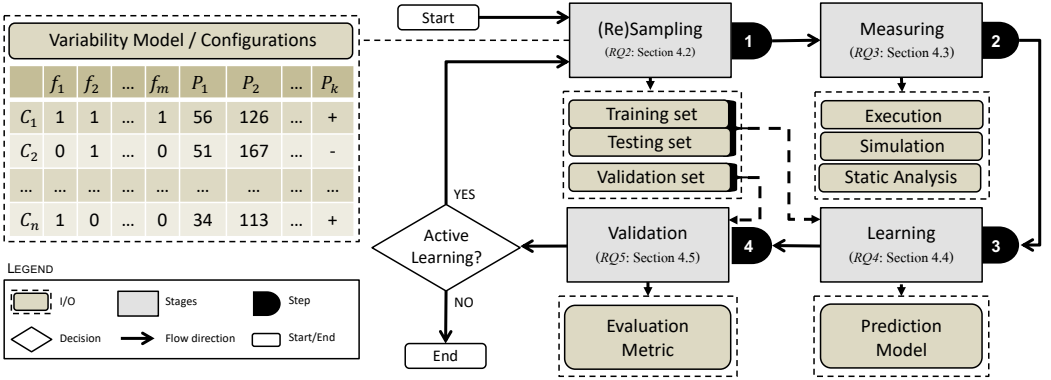 Variability Model / Configurations
f1 f2 ... fm P1 P2 ... Pk
C1 1 1 ... 1 56 126 ... +
C2 0 1 ... 0 51 167 ... -
... ... ... ... ... ... ... ... ...
Cn 1 0 ... 0 34 113 ... +
Start
(Re)Sampling
(RQ2: Section 4.2)
1
Measuring
(RQ3: Section 4.3)
2
Training set
Testing set
Validation set
Execution
Simulation
Static Analysis
YES
Active
Learning?
NO
End
Validation
(RQ5: Section 4.5)
4
Learning
(RQ4: Section 4.4)
3
Evaluation
Metric
Prediction
Model
LEGEND
I/O
Stages
Step
Decision
Flow direction
Start/End